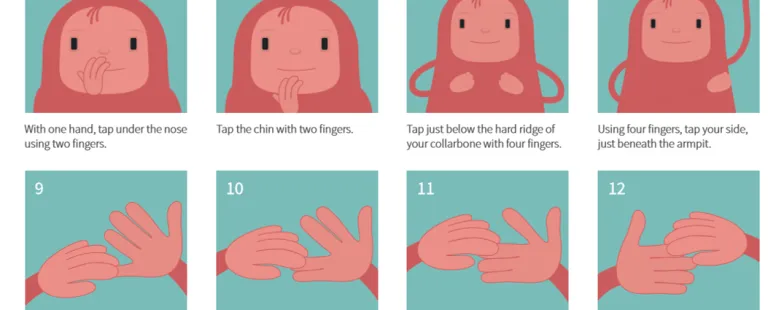 With one hand, tap under the nose
using two fingers.
Tap the chin with two fingers.
Tap just below the hard ridge of
your collarbone with four fingers.
Using four fingers, tap your side,
just beneath the armpit.
9
10
11
12